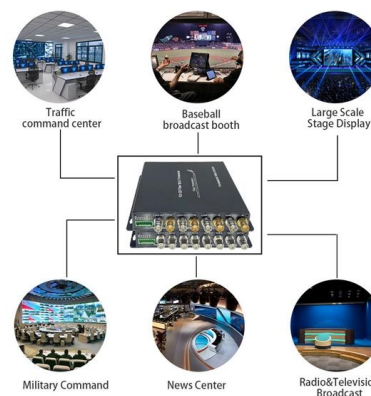 Traffic
command center
Baseball
broadcast booth
Large Scale
Stage Display
Military Command
News Center
Radio&Televisio
Broadcast